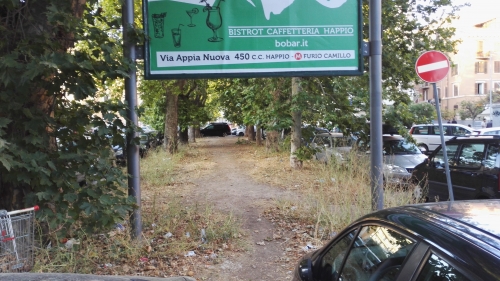 BISTROT CAFFETTERIA HAPPIO
bobar.it
Via Appia Nuova 450 C.C. HAPPIO - M FURIO CAMILLO